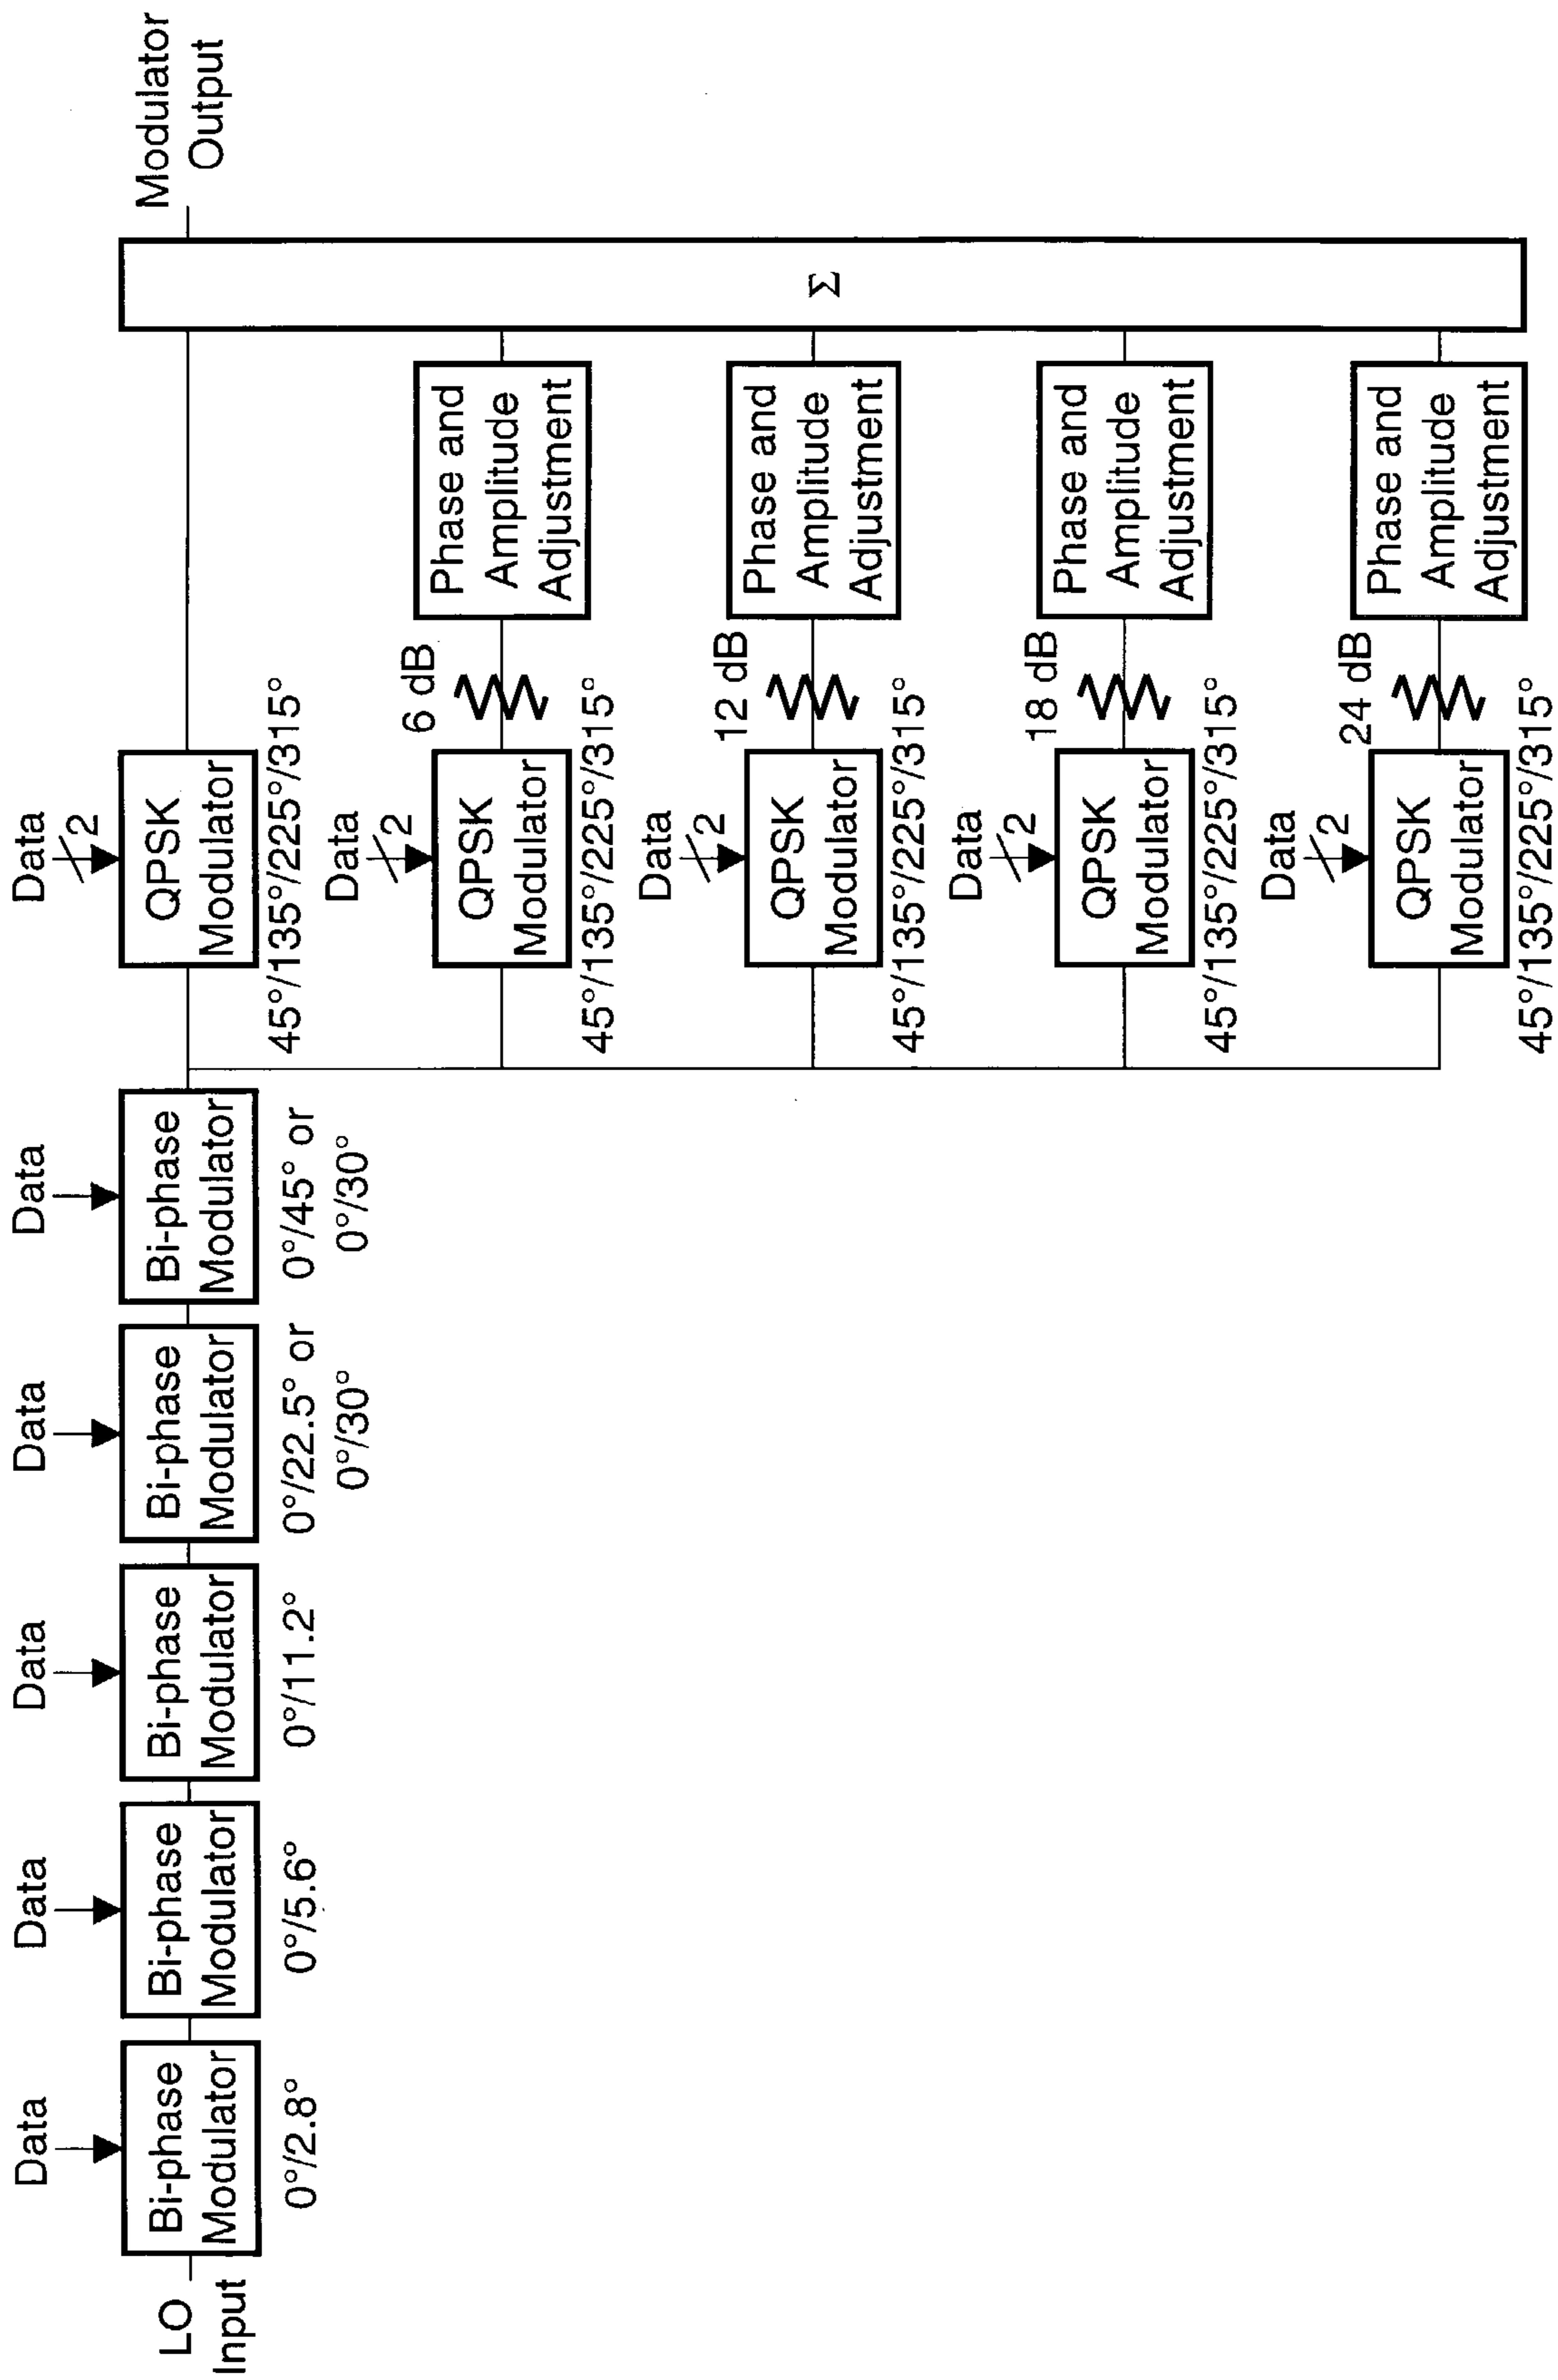 LO
Input
Data
Bi-phase
Modulator
0°/2.8°
Data
Bi-phase
Modulator
0°/5.6°
Data
Bi-phase
Modulator
0°/11.2°
Data
Bi-phase
Modulator
0°/22.5° or
0°/30°
Data
Bi-phase
Modulator
0°/45° or
0°/30°
Data
2
QPSK
Modulator
45°/135°/225°/315°
Data
2
QPSK
Modulator
45°/135°/225°/315°
6 dB
Phase and
Amplitude
Adjustment
Data
2
QPSK
Modulator
45°/135°/225°/315°
12 dB
Phase and
Amplitude
Adjustment
Data
2
QPSK
Modulator
45°/135°/225°/315°
18 dB
Phase and
Amplitude
Adjustment
Data
2
QPSK
Modulator
45°/135°/225°/315°
24 dB
Phase and
Amplitude
Adjustment
Σ
Modulator
Output